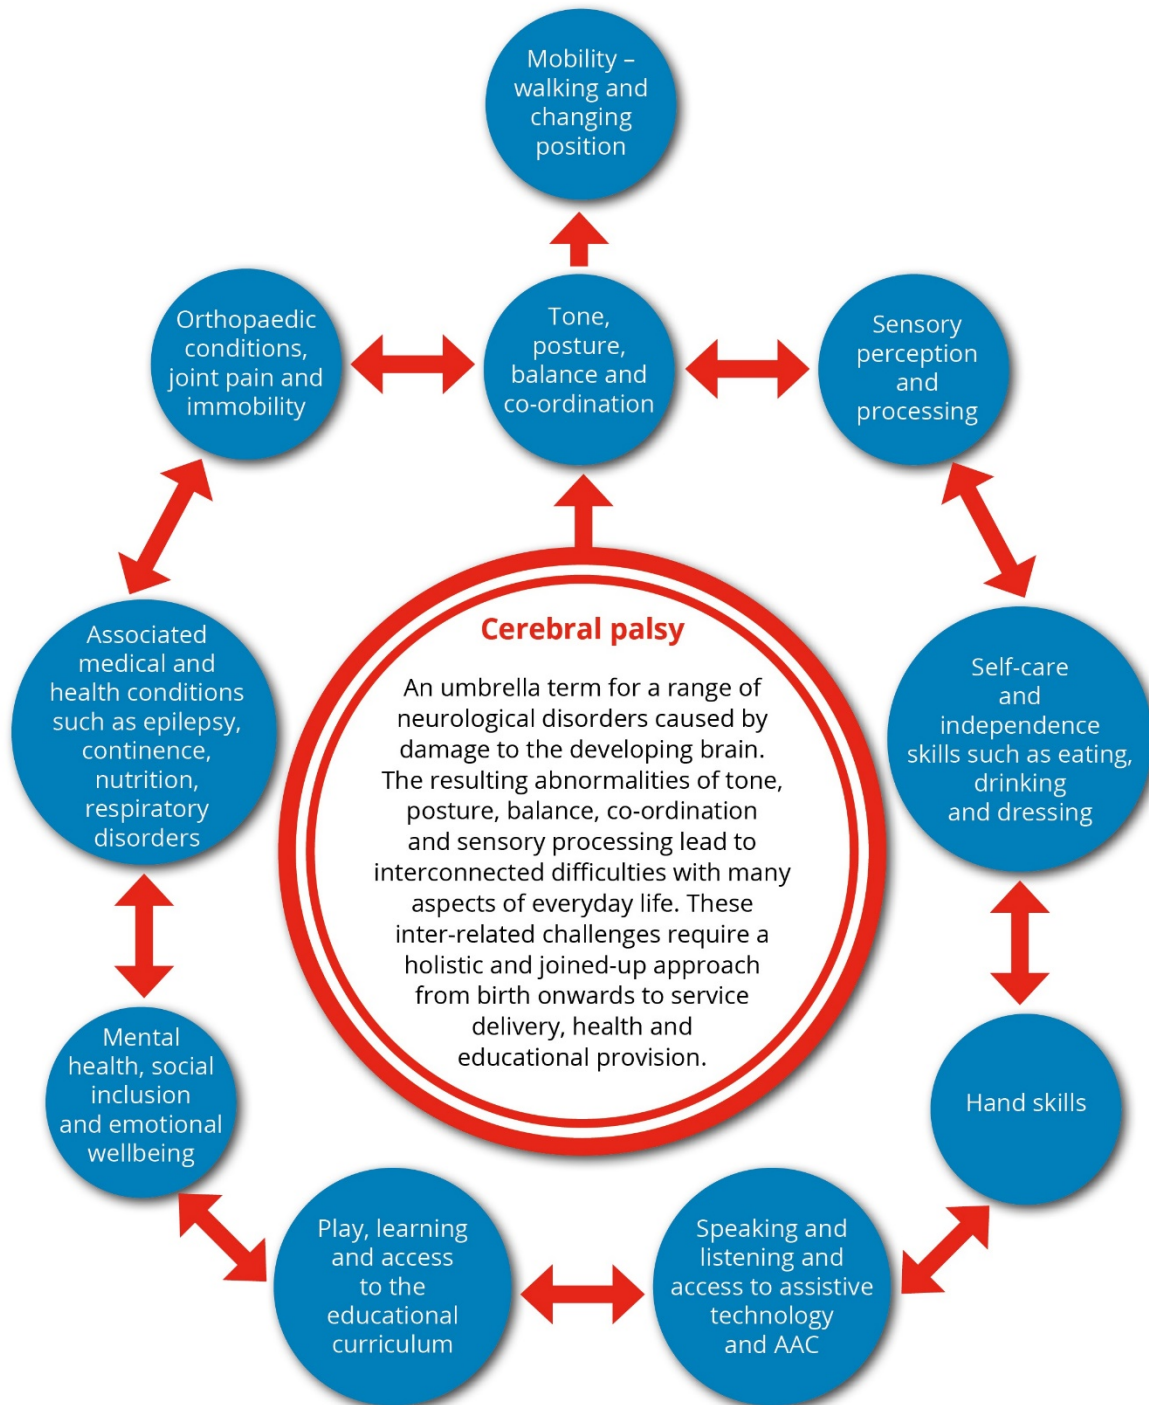 Mobility –
walking and
changing
position
Orthopaedic
conditions,
joint pain and
immobility
Tone,
posture,
balance and
co-ordination
Sensory
perception
and
processing
Cerebral palsy
An umbrella term for a range of
neurological disorders caused by
damage to the developing brain.
The resulting abnormalities of tone,
posture, balance, co-ordination
and sensory processing lead to
interconnected difficulties with many
aspects of everyday life. These
inter-related challenges require a
holistic and joined-up approach
from birth onwards to service
delivery, health and
educational provision.
Associated
medical and
health conditions
such as epilepsy,
continence,
nutrition,
respiratory
disorders
Self-care
and
independence
skills such as eating,
drinking
and dressing
Mental
health, social
inclusion
and emotional
wellbeing
Hand skills
Play, learning
and access
to the
educational
curriculum
Speaking and
listening and
access to assistive
technology
and AAC